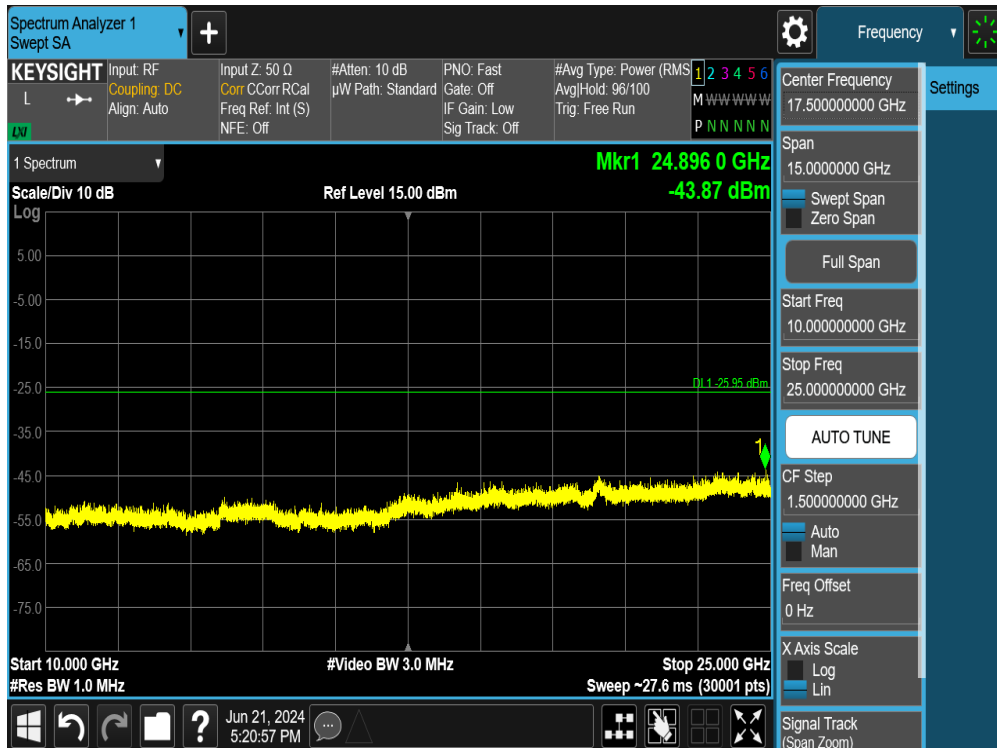 Spectrum Analyzer 1
Swept SA
+
Frequency
KEYSIGHT
L
LXI
Input: RF
Coupling: DC
Align: Auto
Input Z: 50 Ω
Corr CCorr RCal
Freq Ref: Int (S)
NFE: Off
#Atten: 10 dB
µW Path: Standard
PNO: Fast
Gate: Off
IF Gain: Low
Sig Track: Off
#Avg Type: Power (RMS
Avg|Hold: 96/100
Trig: Free Run
1 2 3 4 5 6
M W W W W W
P N N N N N
1 Spectrum
Scale/Div 10 dB
Log
Ref Level 15.00 dBm
Mkr1 24.896 0 GHz
-43.87 dBm
5.00
-5.00
-15.0
-25.0
-35.0
-45.0
-55.0
-65.0
-75.0
DL1 -25.95 dBm
1
Start 10.000 GHz
#Video BW 3.0 MHz
Stop 25.000 GHz
#Res BW 1.0 MHz
Sweep ~27.6 ms (30001 pts)
Jun 21, 2024
5:20:57 PM
?
Center Frequency
17.500000000 GHz
Span
15.0000000 GHz
Swept Span
Zero Span
Full Span
Start Freq
10.000000000 GHz
Stop Freq
25.000000000 GHz
AUTO TUNE
CF Step
1.500000000 GHz
Auto
Man
Freq Offset
0 Hz
X Axis Scale
Log
Lin
Signal Track
(Span Zoom)
Settings